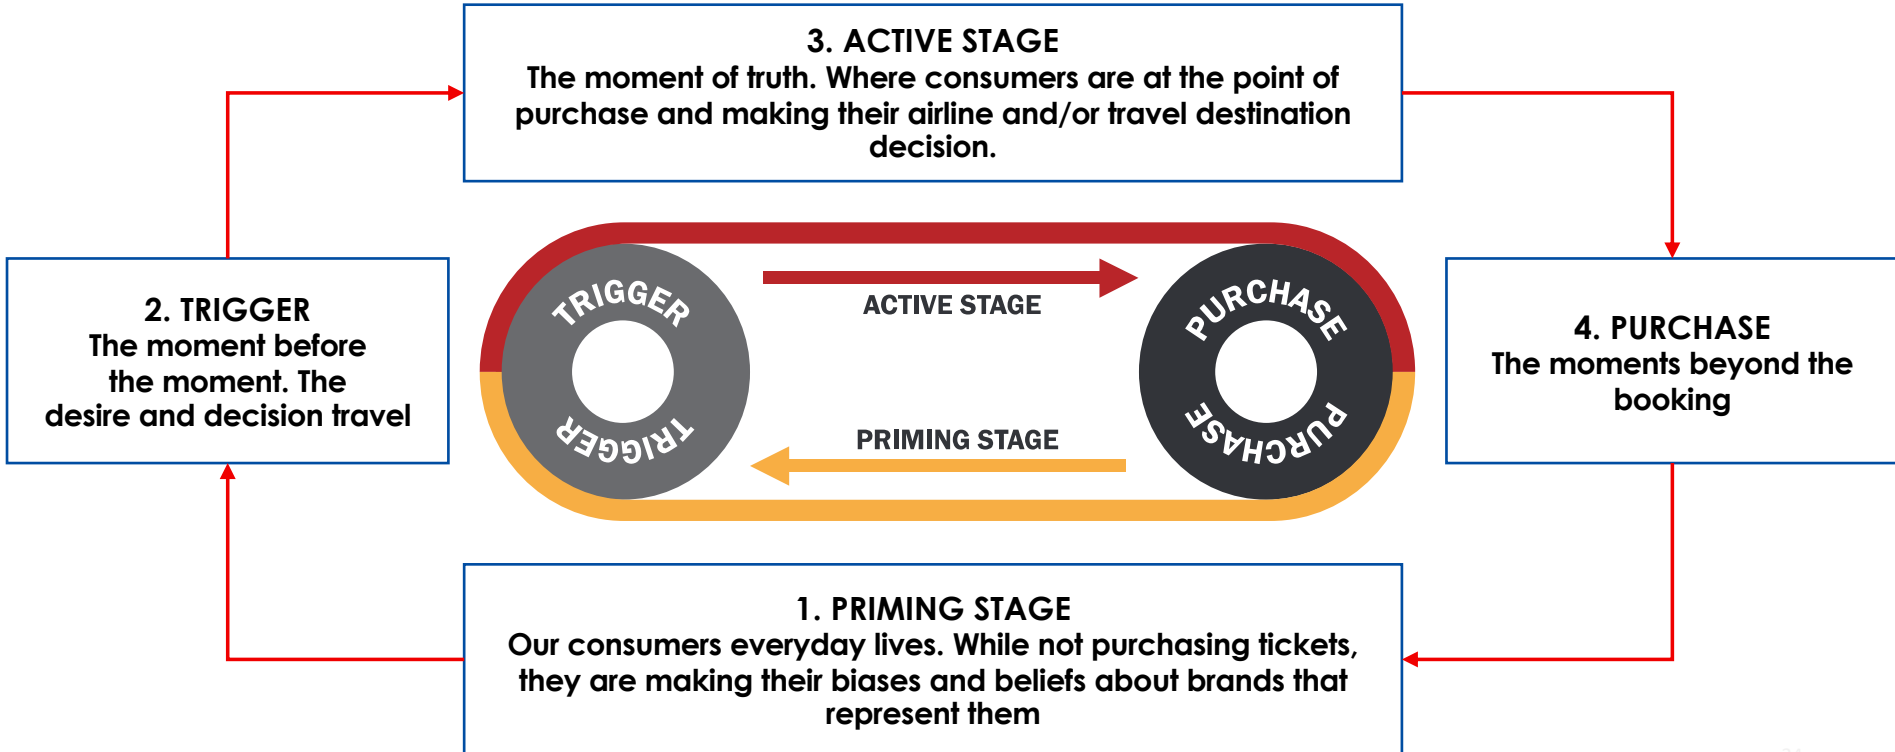 3. ACTIVE STAGE
The moment of truth. Where consumers are at the point of
purchase and making their airline and/or travel destination
decision.
2. TRIGGER
The moment before
the moment. The
desire and decision travel
TRIGGER
TRIGGER
ACTIVE STAGE
PRIMING STAGE
PURCHASE
PURCHASE
4. PURCHASE
The moments beyond the
booking
1. PRIMING STAGE
Our consumers everyday lives. While not purchasing tickets,
they are making their biases and beliefs about brands that
represent them